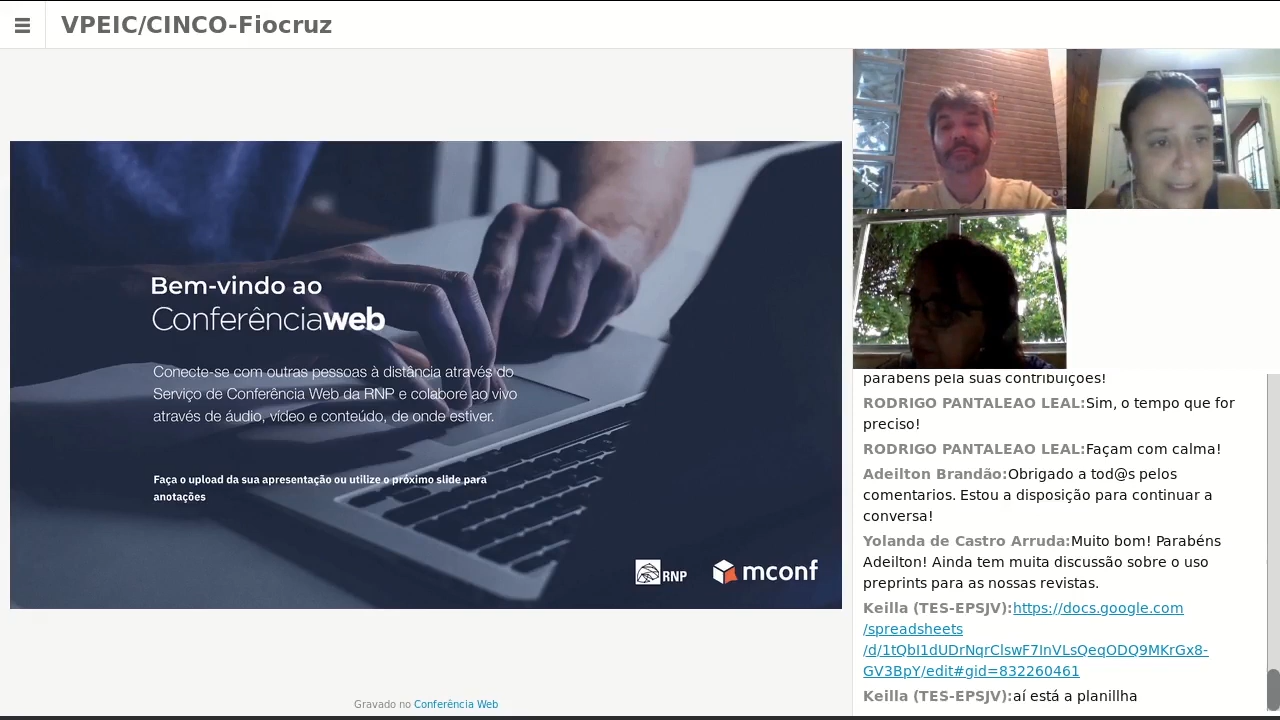 VPEIC/CINCO-Fiocruz
Bem-vindo ao
Conferênciaweb
Conecte-se com outras pessoas à distância através do
Serviço de Conferência Web da RNP e colabore ao vivo
através de áudio, vídeo e conteúdo, de onde estiver.
Faça o upload da sua apresentação ou utilize o próximo slide para
anotações
RNP
mconf
Gravado no Conferência Web
parabéns pela suas contribuições!
RODRIGO PANTALEAO LEAL:Sim, o tempo que for
preciso!
RODRIGO PANTALEAO LEAL:Façam com calma!
Adeilton Brandão:Obrigado a tod@s pelos
comentarios. Estou a disposição para continuar a
conversa!
Yolanda de Castro Arruda:Muito bom! Parabéns
Adeilton! Ainda tem muita discussão sobre o uso
preprints para as nossas revistas.
Keilla (TES-EPSJV):https://docs.google.com
/spreadsheets
/d/1tQbI1dUDrNqrClswF7InVLsQeqODQ9MKrGx8-
GV3BpY/edit#gid=832260461
Keilla (TES-EPSJV):aí está a planillha